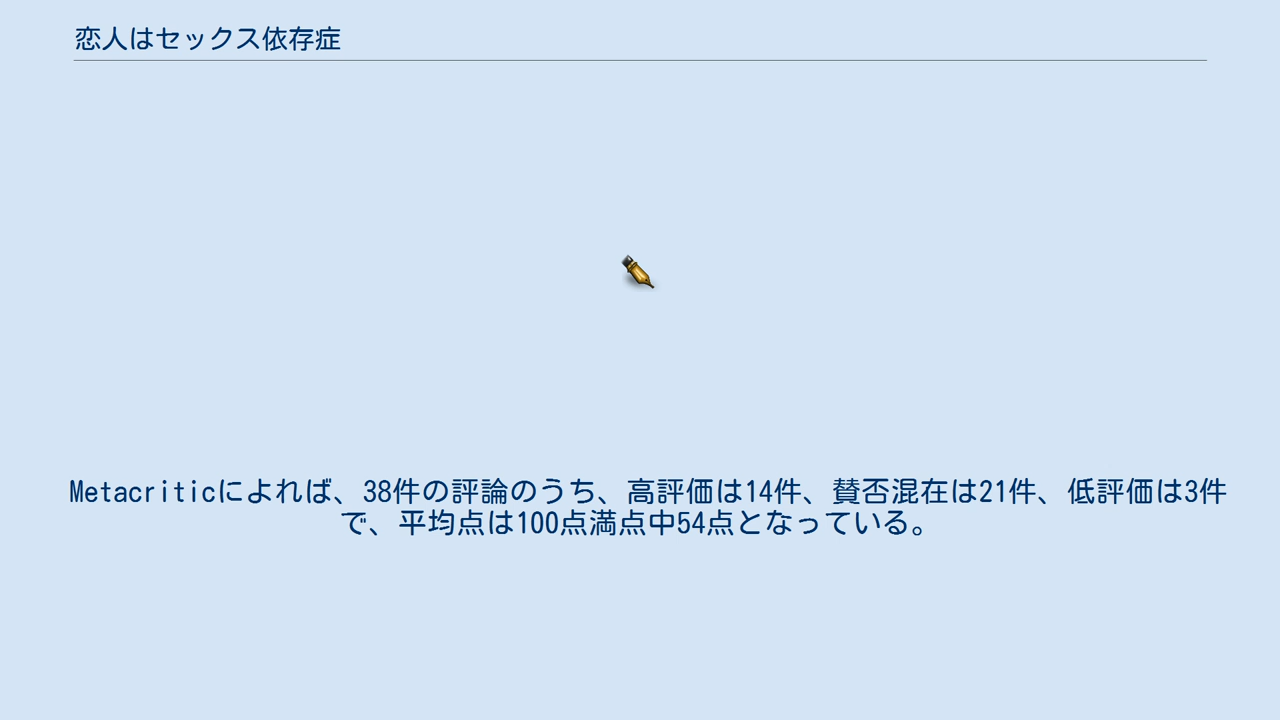 恋人はセックス依存症
Metacriticによれば、38件の評論のうち、高評価は14件、賛否混在は21件、低評価は3件
で、平均点は100点満点中54点となっている。